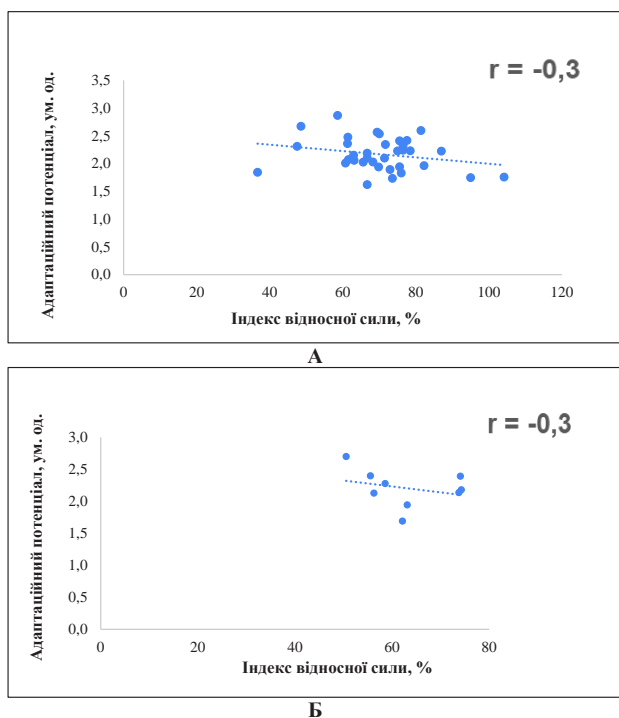 r = -0,3
Адаптаційний потенціал, ум. од.
3,5
3,0
2,5
2,0
1,5
1,0
0,5
0,0
0 20 40 60 80 100 120
Індекс відносної сили, %
А
r = -0,3
Адаптаційний потенціал, ум. од.
3,0
2,5
2,0
1,5
1,0
0,5
0,0
0 20 40 60 80
Індекс відносної сили, %
Б